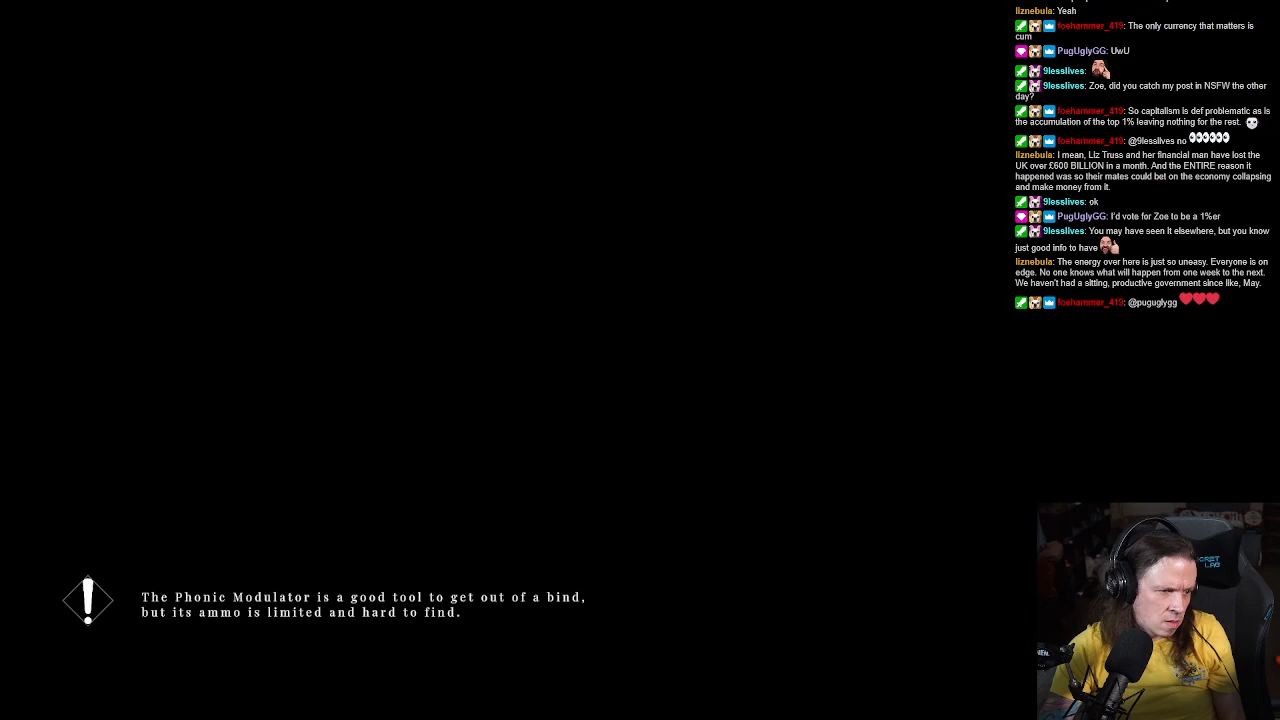 liznebula: Yeah
foehammer_419: The only currency that matters is
cum
PugUglyGG: UwU
9lesslives:
9lesslives: Zoe, did you catch my post in NSFW the other
day?
foehammer_419: So capitalism is def problematic as is
the accumulation of the top 1% leaving nothing for the rest.
foehammer_419: @9lesslives no
liznebula: I mean, Liz Truss and her financial man have lost the
UK over £600 BILLION in a month. And the ENTIRE reason it
happened was so their mates could bet on the economy collapsing
and make money from it.
9lesslives: ok
PugUglyGG: I'd vote for Zoe to be a 1%er
9lesslives: You may have seen it elsewhere, but you know
just good info to have
liznebula: The energy over here is just so uneasy. Everyone is on
edge. No one knows what will happen from one week to the next.
We haven't had a sitting, productive government since like, May.
foehammer_419: @puguglygg
The Phonic Modulator is a good tool to get out of a bind,
but its ammo is limited and hard to find.